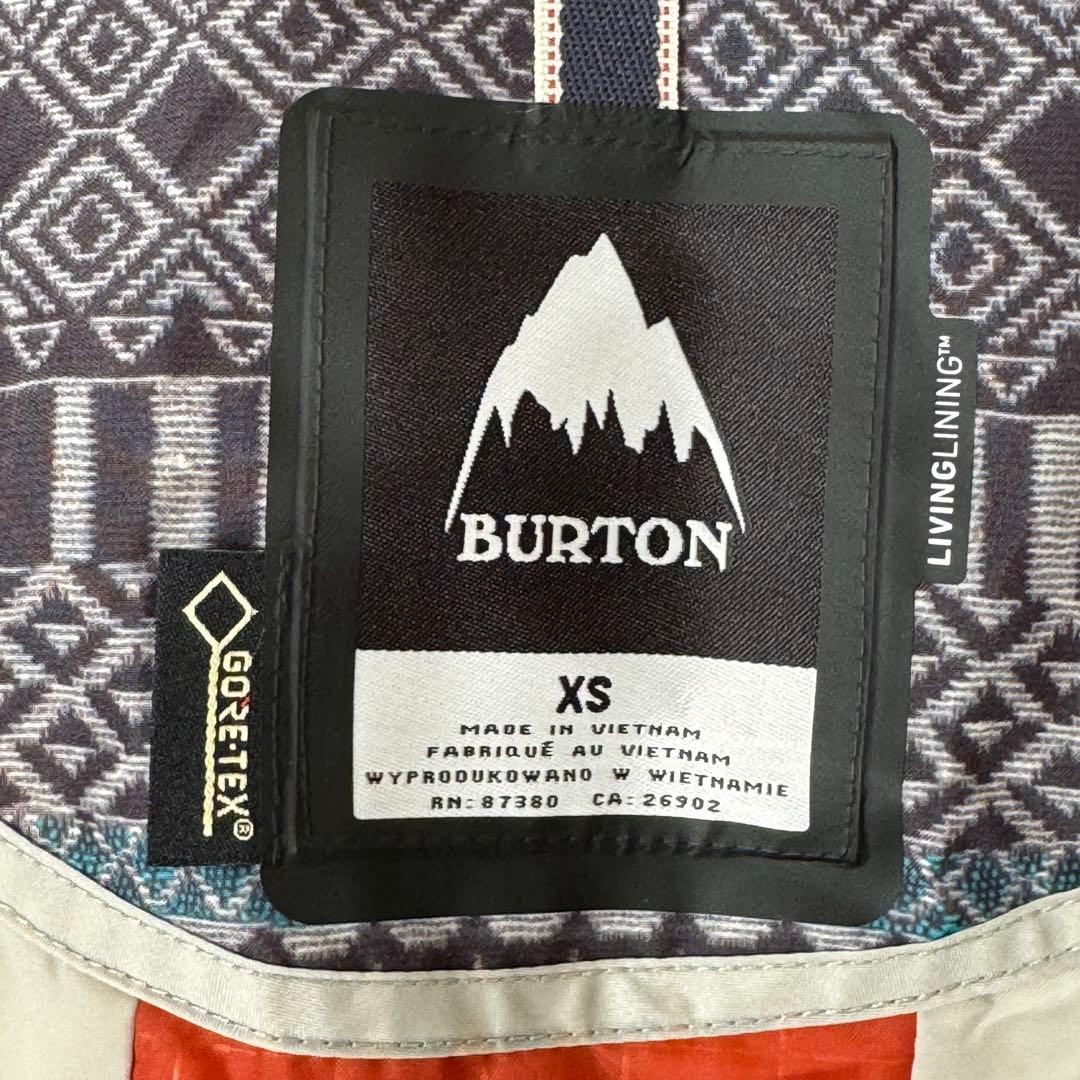 BURTON
XS
MADE IN VIETNAM
FABRIQUÉ AU VIETNAM
WYPRODUKOWANO W WIETNAMIE
RN: 87380 CA: 26902
LIVINGLINING™
GORE-TEX®